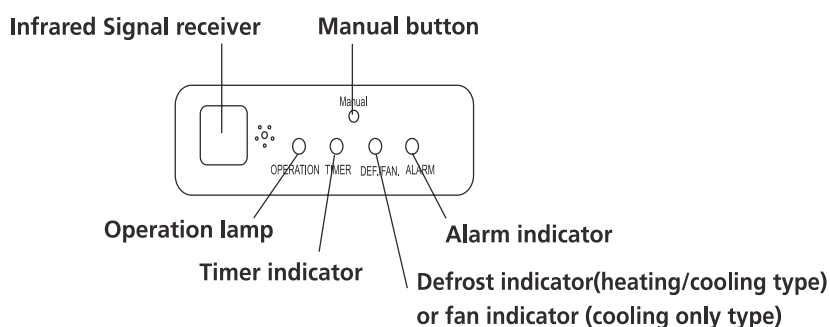 Infrared Signal receiver
Manual button
Manual
OPERATION TIMER DEF./FAN. ALARM
Operation lamp
Alarm indicator
Timer indicator
Defrost indicator(heating/cooling type)
or fan indicator (cooling only type)